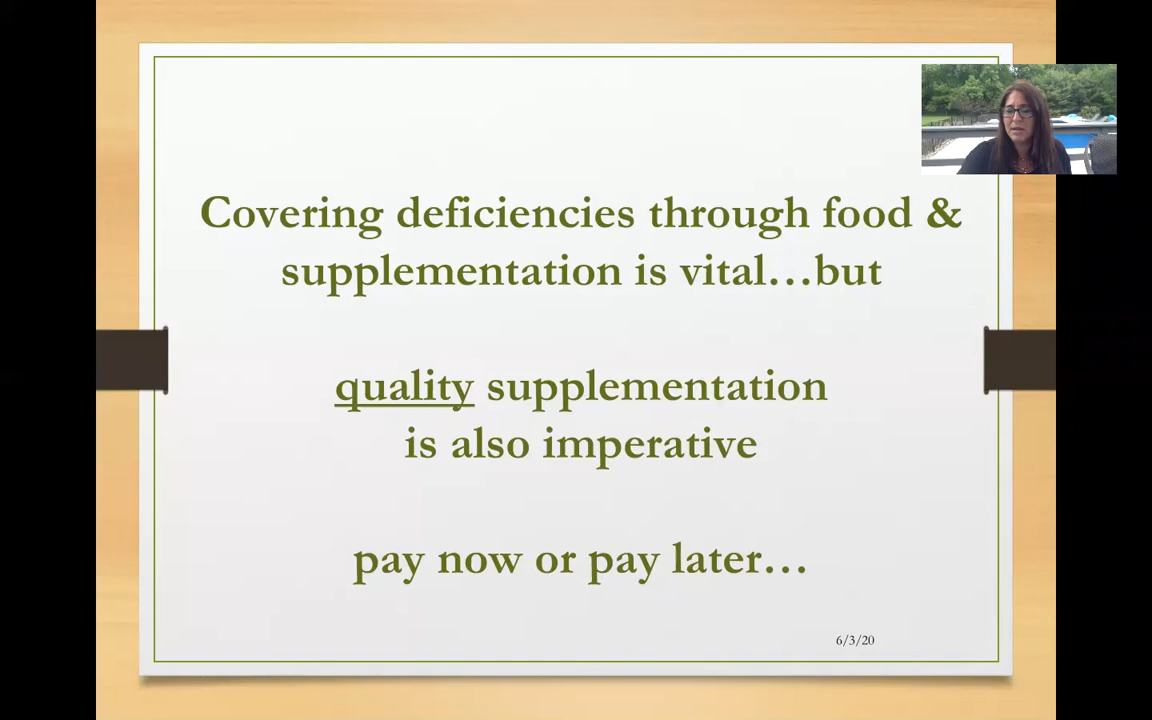 Covering deficiencies through food &
supplementation is vital…but
quality supplementation
is also imperative
pay now or pay later…
6/3/20